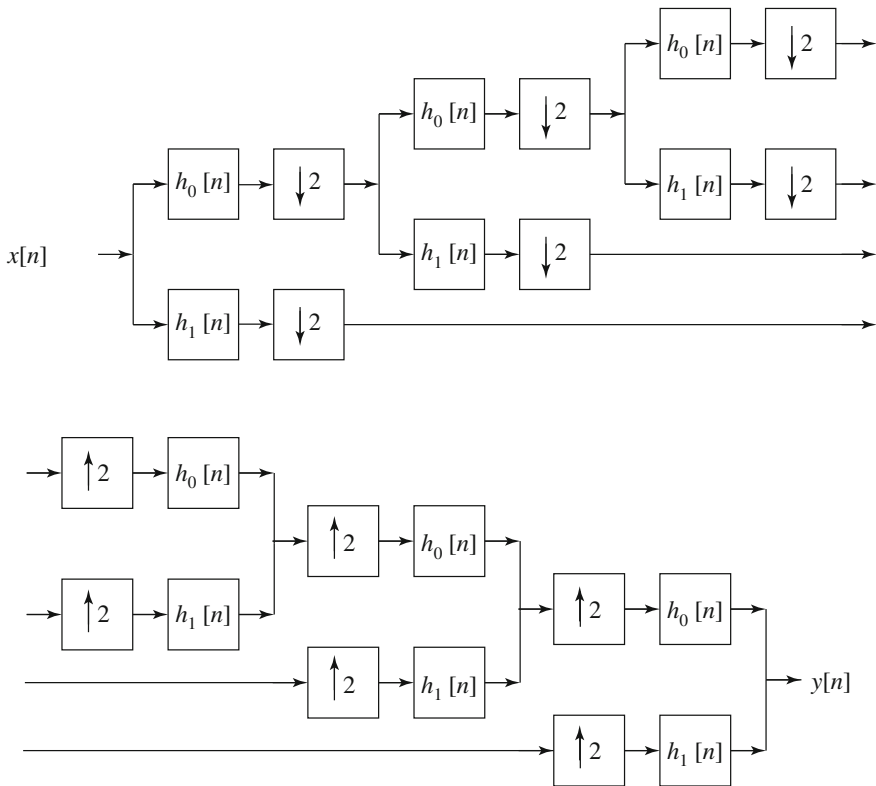 h₀ [n] ↓2
h₀ [n] ↓2
h₀ [n] ↓2
h₁ [n] ↓2
x[n]
h₁ [n] ↓2
h₁ [n] ↓2
↑2 h₀ [n]
↑2 h₀ [n]
↑2 h₁ [n]
↑2 h₀ [n]
↑2 h₁ [n]
y[n]
↑2 h₁ [n]